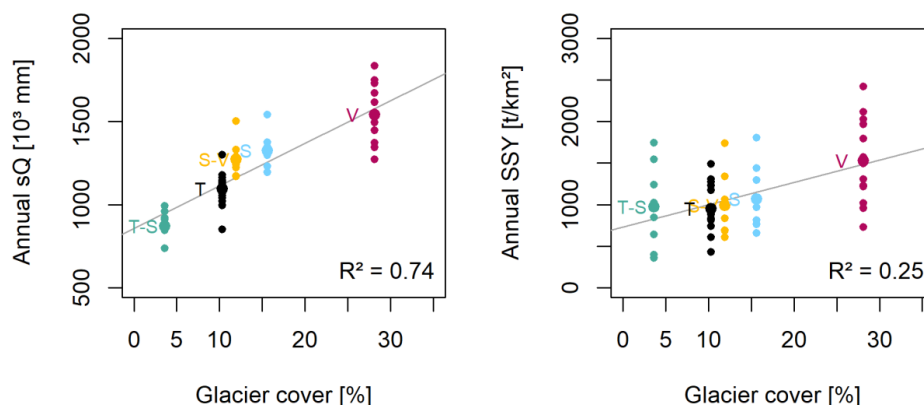 2000
1500
1000
500
Annual sQ [10³ mm]
T-S
T
S-V
S
V
R² = 0.74
0 5 10 20 30
Glacier cover [%]
3000
2000
1000
0
Annual SSY [t/km²]
T-S
T
S-V
S
V
R² = 0.25
0 5 10 20 30
Glacier cover [%]